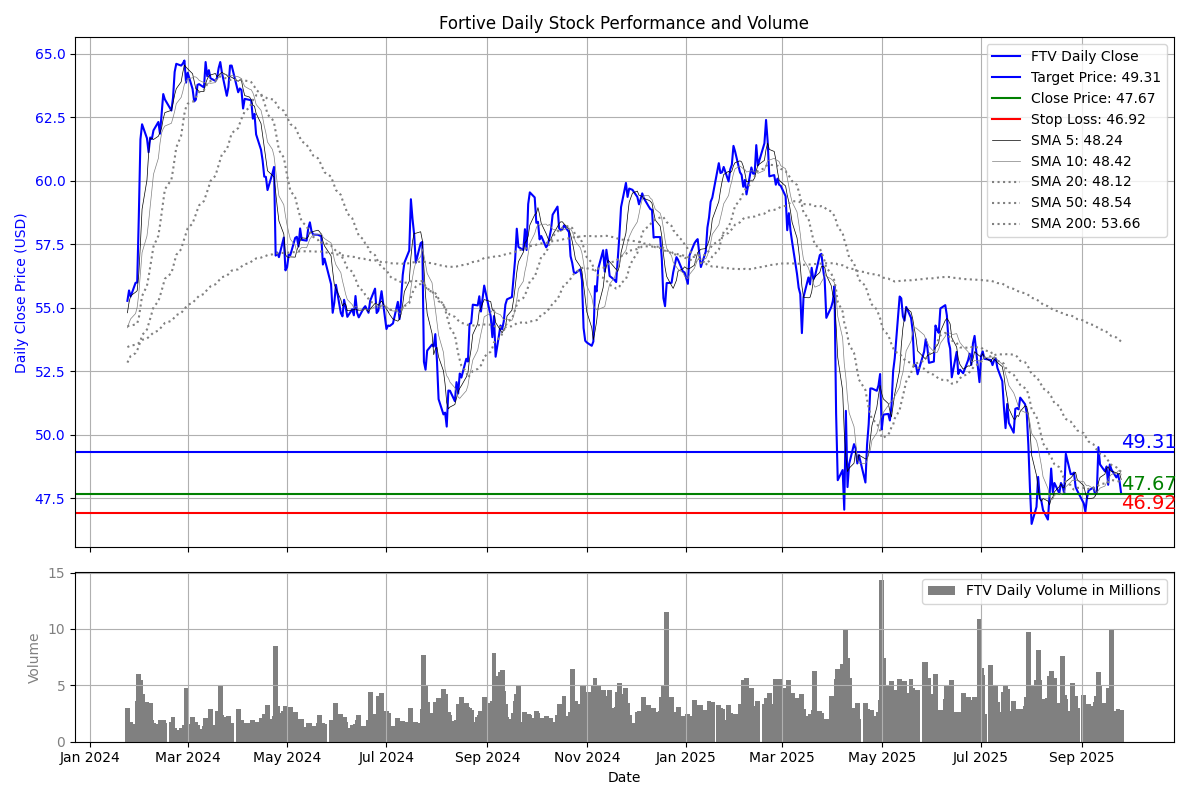 Fortive Daily Stock Performance and Volume
Daily Close Price (USD)
65.0
62.5
60.0
57.5
55.0
52.5
50.0
47.5
FTV Daily Close
Target Price: 49.31
Close Price: 47.67
Stop Loss: 46.92
SMA 5: 48.24
SMA 10: 48.42
SMA 20: 48.12
SMA 50: 48.54
SMA 200: 53.66
49.31
47.67
46.92
Volume
15
10
5
0
FTV Daily Volume in Millions
Jan 2024
Mar 2024
May 2024
Jul 2024
Sep 2024
Nov 2024
Jan 2025
Mar 2025
May 2025
Jul 2025
Sep 2025
Date